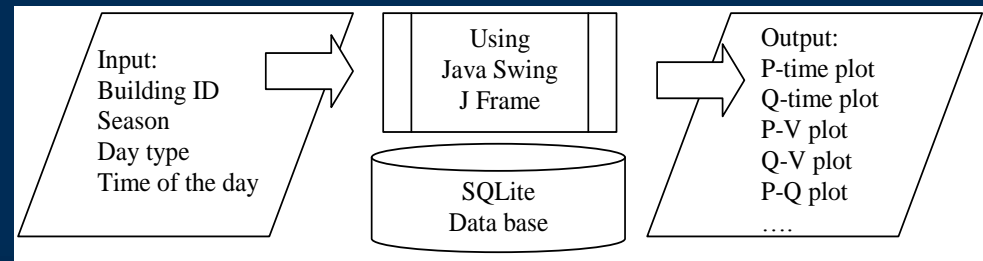 Input:
Building ID
Season
Day type
Time of the day
Using
Java Swing
J Frame
SQLite
Data base
Output:
P-time plot
Q-time plot
P-V plot
Q-V plot
P-Q plot
….